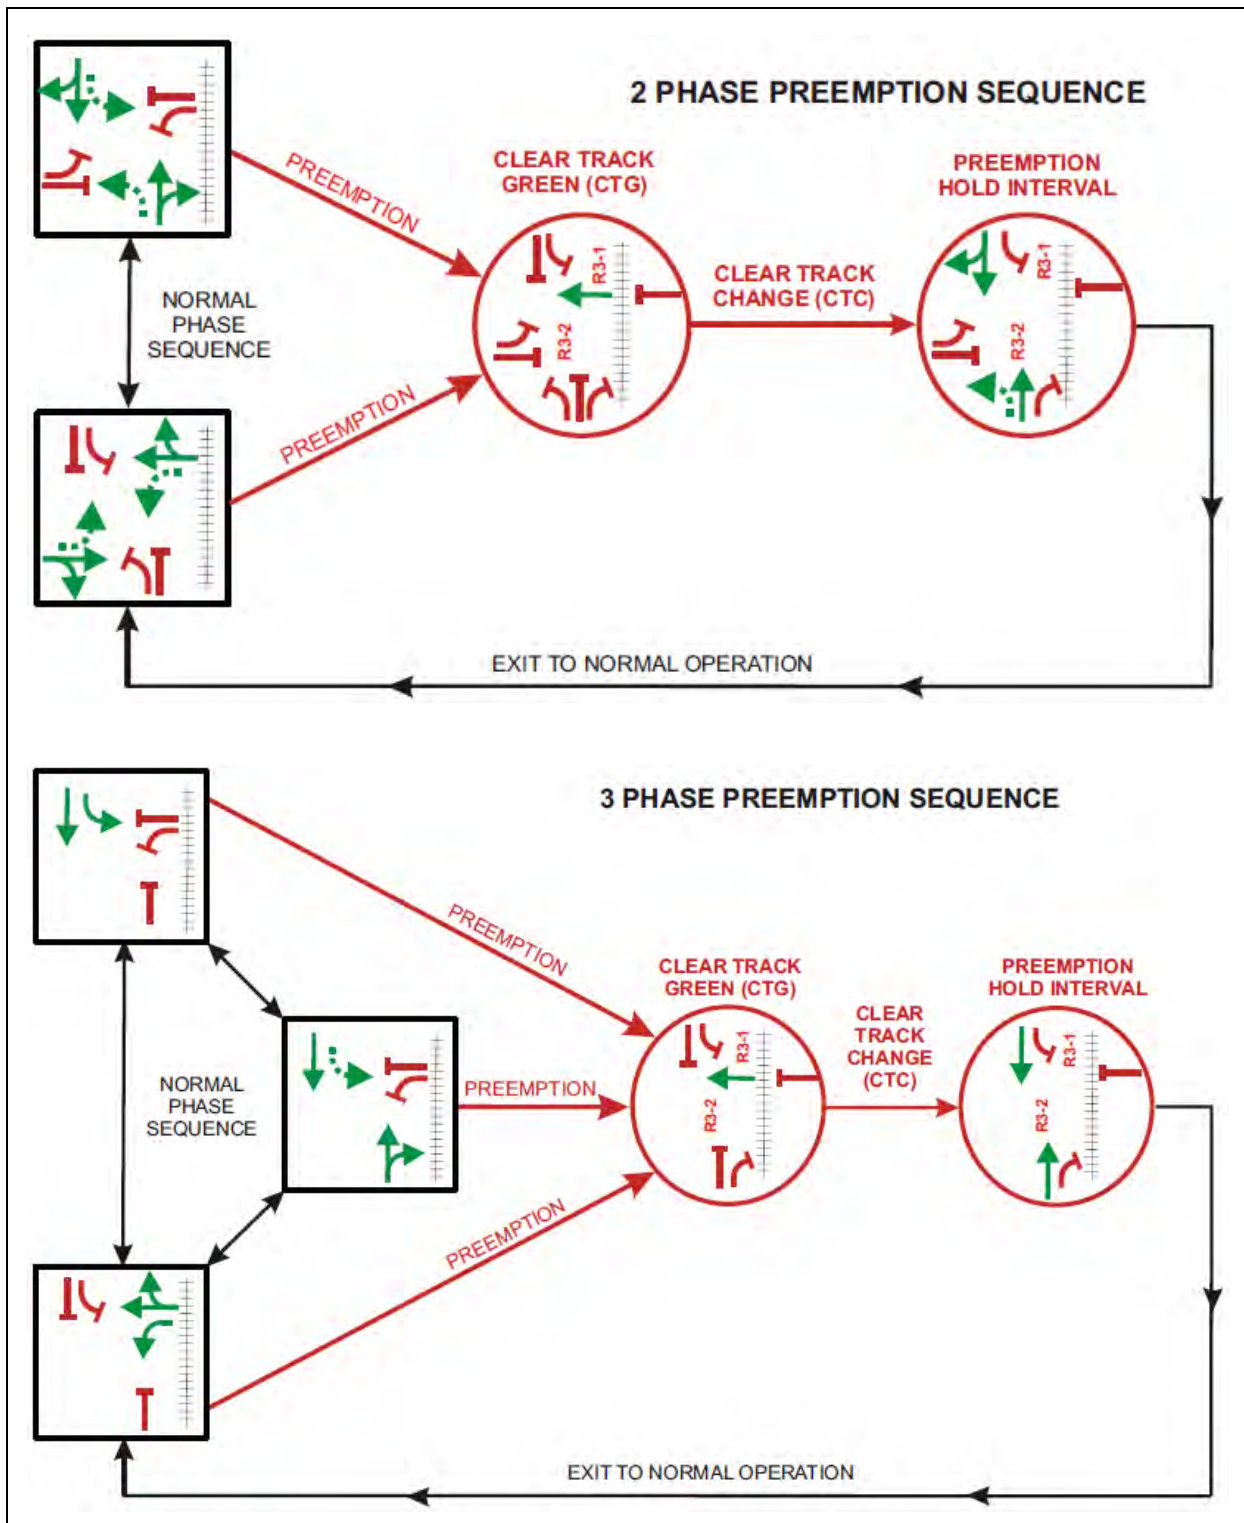 2 PHASE PREEMPTION SEQUENCE
PREEMPTION
CLEAR TRACK
GREEN (CTG)
R3-1
R3-2
CLEAR TRACK
CHANGE (CTC)
PREEMPTION
HOLD INTERVAL
R3-1
R3-2
NORMAL
PHASE
SEQUENCE
PREEMPTION
EXIT TO NORMAL OPERATION
3 PHASE PREEMPTION SEQUENCE
PREEMPTION
CLEAR TRACK
GREEN (CTG)
R3-1
R3-2
CLEAR
TRACK
CHANGE
(CTC)
PREEMPTION
HOLD INTERVAL
R3-1
R3-2
NORMAL
PHASE
SEQUENCE
PREEMPTION
PREEMPTION
EXIT TO NORMAL OPERATION